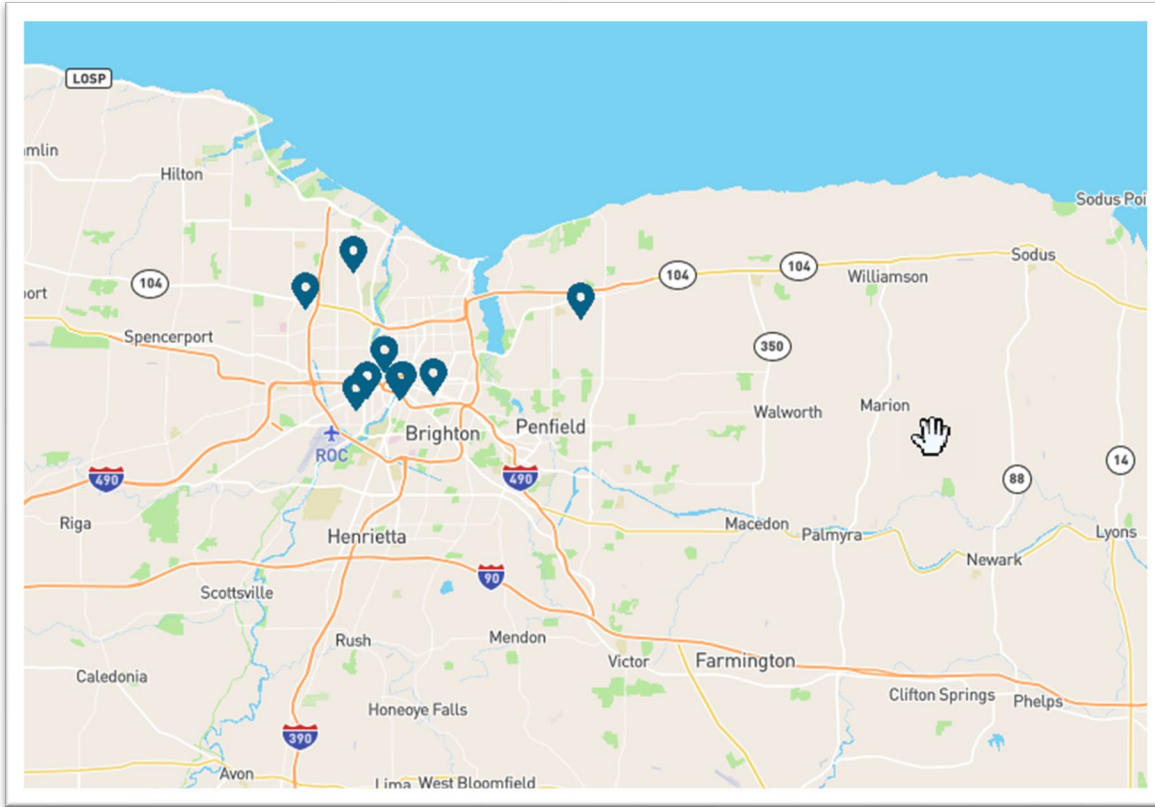 LOSP
amlin
Hilton
Sodus Poi
104
104
104
Sodus
Williamson
port
Spencerport
350
Walworth
Marion
Brighton
Penfield
ROC
490
490
14
88
Riga
Henrietta
Macedon
Palmyra
Lyons
Newark
90
Scottsville
Rush
Mendon
Victor
Farmington
Caledonia
Clifton Springs
Phelps
Honeoye Falls
390
Avon
Lima
West Bloomfield